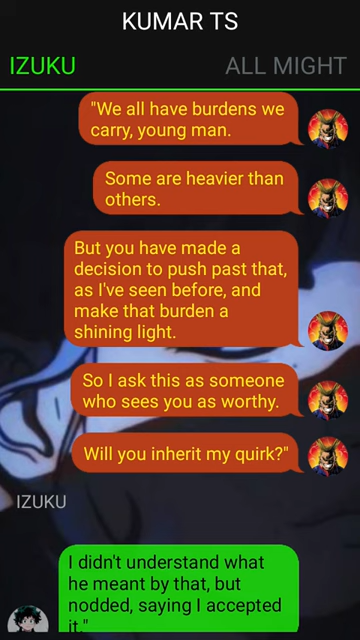 KUMAR TS
IZUKU
ALL MIGHT
"We all have burdens we
carry, young man.
Some are heavier than
others.
But you have made a
decision to push past that,
as I've seen before, and
make that burden a
shining light.
So I ask this as someone
who sees you as worthy.
Will you inherit my quirk?"
IZUKU
I didn't understand what
he meant by that, but
nodded, saying I accepted
it."